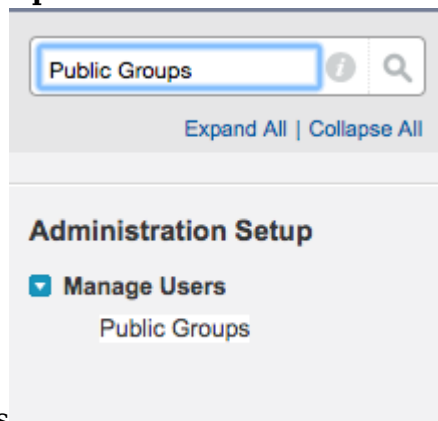 Public Groups
Expand All | Collapse All
Administration Setup
Manage Users
Public Groups
s